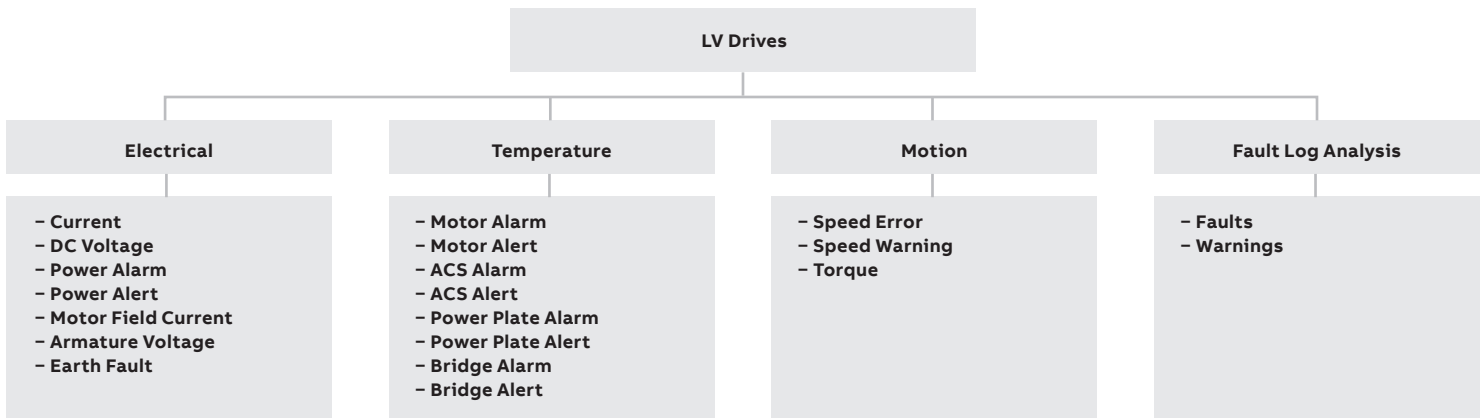 LV Drives
Electrical
– Current
– DC Voltage
– Power Alarm
– Power Alert
– Motor Field Current
– Armature Voltage
– Earth Fault
Temperature
– Motor Alarm
– Motor Alert
– ACS Alarm
– ACS Alert
– Power Plate Alarm
– Power Plate Alert
– Bridge Alarm
– Bridge Alert
Motion
– Speed Error
– Speed Warning
– Torque
Fault Log Analysis
– Faults
– Warnings